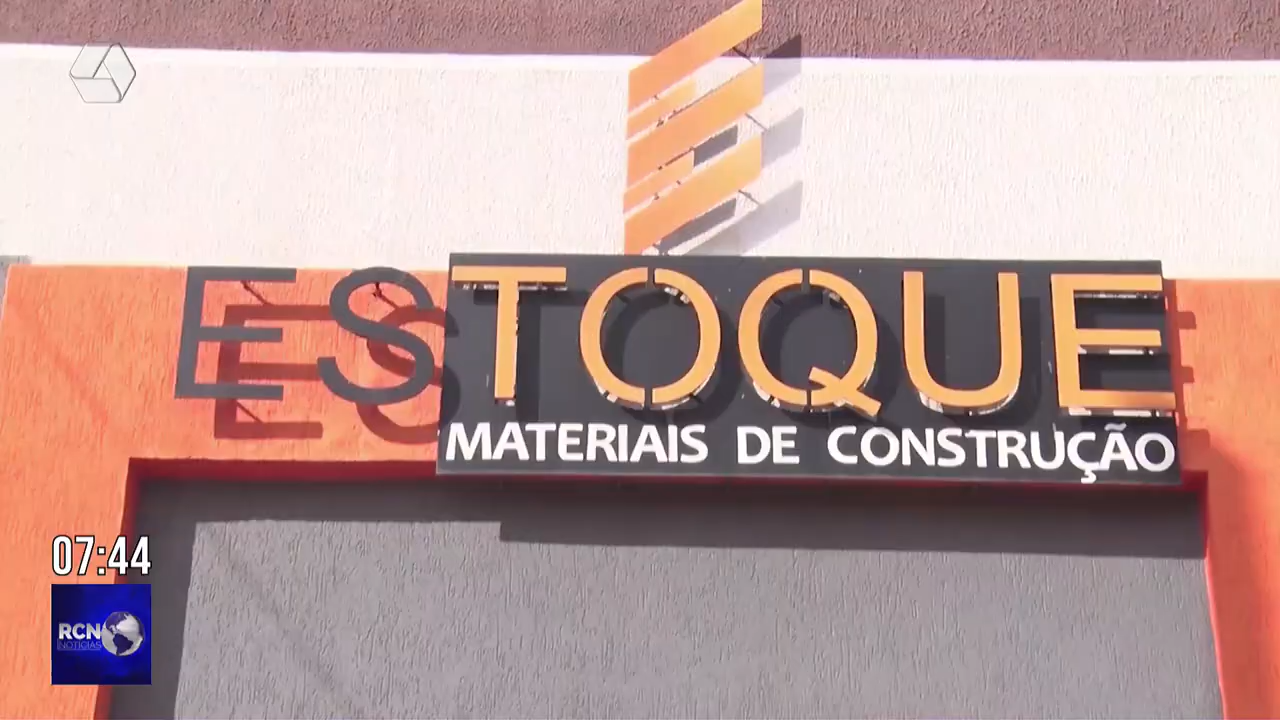 ESTOQUE
MATERIAIS DE CONSTRUÇÃO
07:44
RCN
NOTÍCIAS